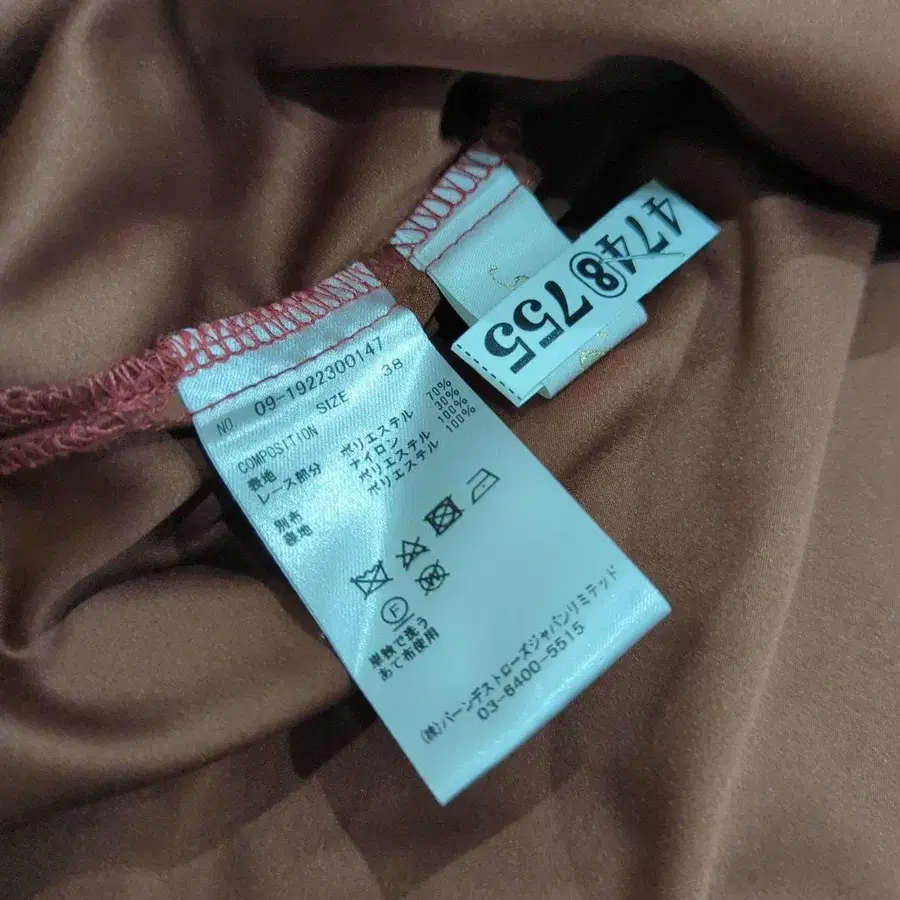 NO. 09-1922300147
SIZE 38
COMPOSITION
表地 ポリエステル 70%
レース部分 ナイロン 30%
ポリエステル 100%
別布 ポリエステル 100%
裏地
F
W
単独で洗う
あて布使用
(株)バーンデストローズジャパンリミテッド
03-6400-5515
4748755